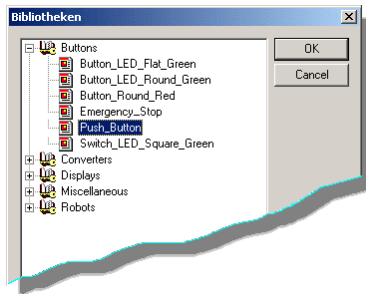 Bibliotheken
Buttons
Button_LED_Flat_Green
Button_LED_Round_Green
Button_Round_Red
Emergency_Stop
Push_Button
Switch_LED_Square_Green
Converters
Displays
Miscellaneous
Robots
OK
Cancel